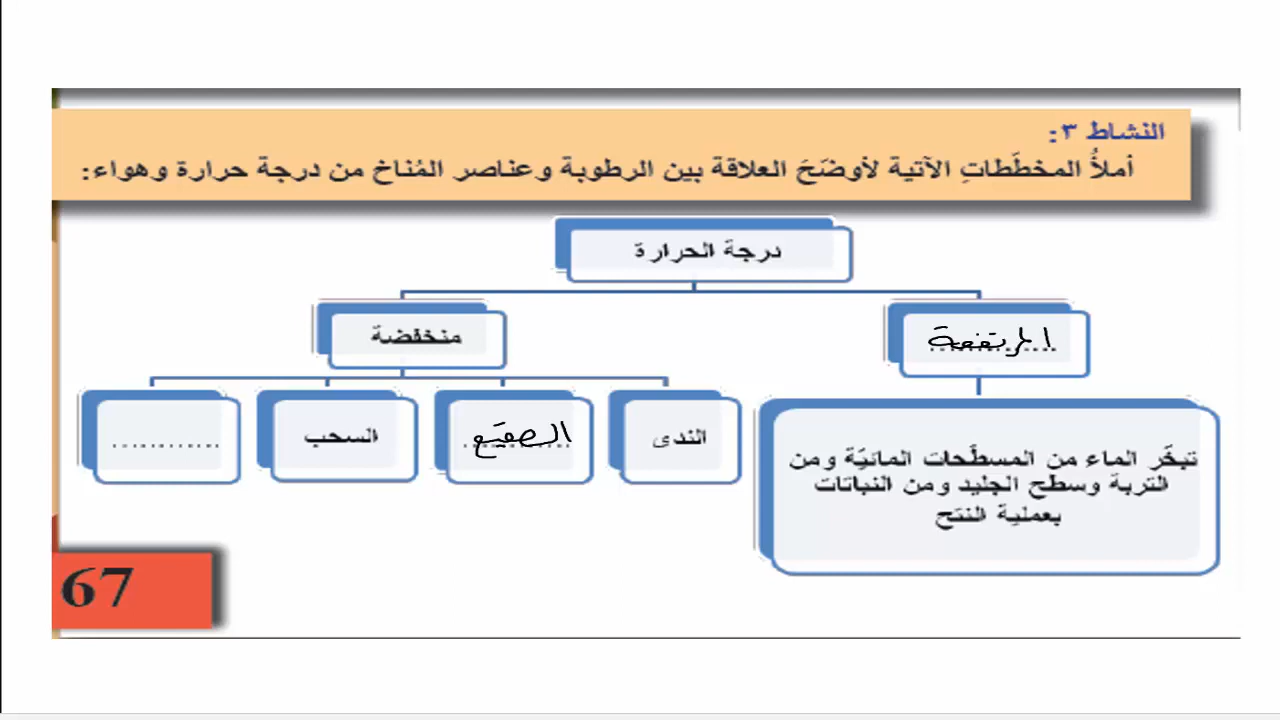 النشاط ٣:
أملأُ المخطّطاتِ الآتية لأوضّحَ العلاقة بين الرطوبة وعناصر المُناخ من درجة حرارة وهواء:
درجة الحرارة
المرتفعة
منخفضة
الندى
الصقيع
السحب
............
تبخّر الماء من المسطّحات المائيّة ومن
التربة وسطح الجليد ومن النباتات
بعملية النتح
67